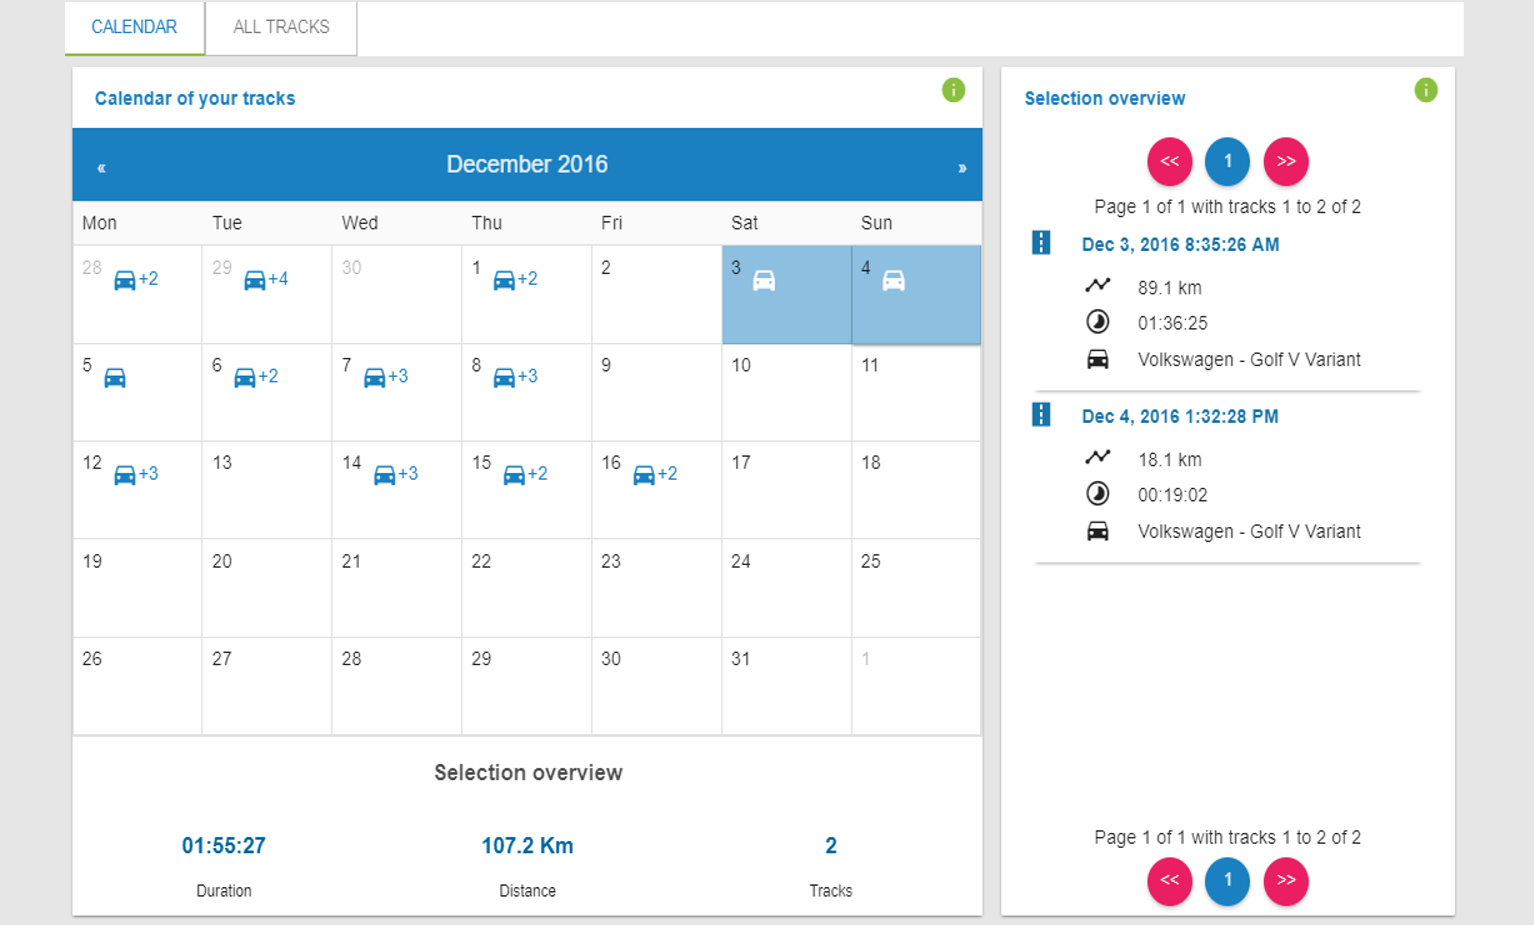 CALENDAR
ALL TRACKS
Calendar of your tracks
i
«
December 2016
»
Mon Tue Wed Thu Fri Sat Sun
28 +2 29 +4 30 1 +2 2 3 4
5 6 +2 7 +3 8 +3 9 10 11
12 +3 13 14 +3 15 +2 16 +2 17 18
19 20 21 22 23 24 25
26 27 28 29 30 31 1
Selection overview
01:55:27 107.2 Km 2
Duration Distance Tracks
Selection overview
i
<< 1 >>
Page 1 of 1 with tracks 1 to 2 of 2
Dec 3, 2016 8:35:26 AM
89.1 km
01:36:25
Volkswagen - Golf V Variant
Dec 4, 2016 1:32:28 PM
18.1 km
00:19:02
Volkswagen - Golf V Variant
Page 1 of 1 with tracks 1 to 2 of 2
<< 1 >>